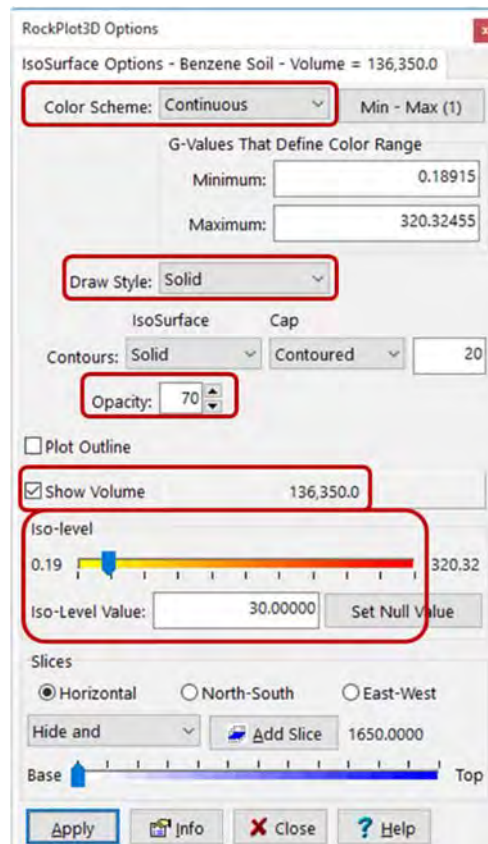 RockPlot3D Options
x
IsoSurface Options - Benzene Soil - Volume = 136,350.0
Color Scheme: Continuous Min - Max (1)
G-Values That Define Color Range
Minimum: 0.18915
Maximum: 320.32455
Draw Style: Solid
IsoSurface Cap
Contours: Solid Contoured 20
Opacity: 70
Plot Outline
Show Volume 136,350.0
Iso-level
0.19 320.32
Iso-Level Value: 30.00000 Set Null Value
Slices
Horizontal North-South East-West
Hide and Add Slice 1650.0000
Base Top
Apply Info Close Help